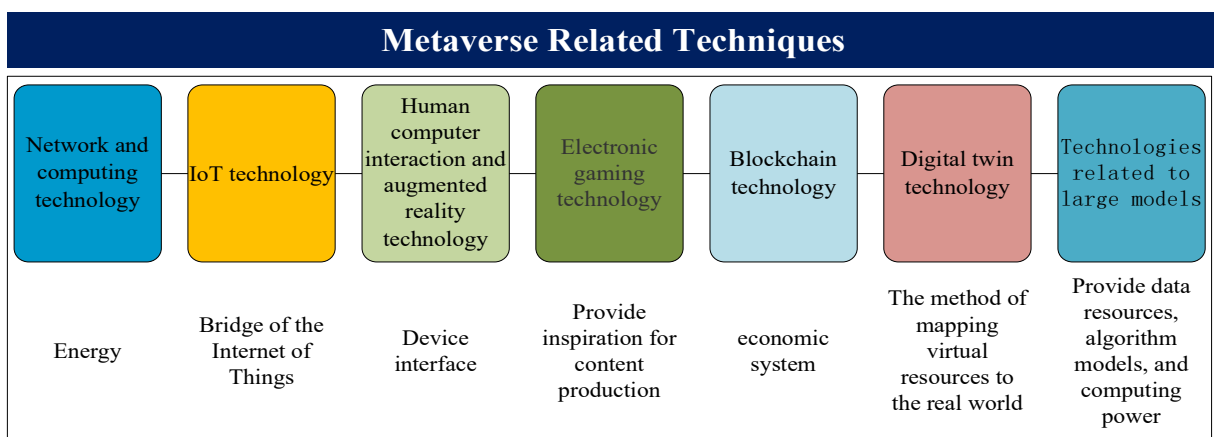 Metaverse Related Techniques
Network and
computing
technology
IoT technology
Human
computer
interaction and
augmented
reality
technology
Electronic
gaming
technology
Blockchain
technology
Digital twin
technology
Technologies
related to
large models
Energy
Bridge of the
Internet of
Things
Device
interface
Provide
inspiration for
content
production
economic
system
The method of
mapping
virtual
resources to
the real world
Provide data
resources,
algorithm
models, and
computing
power